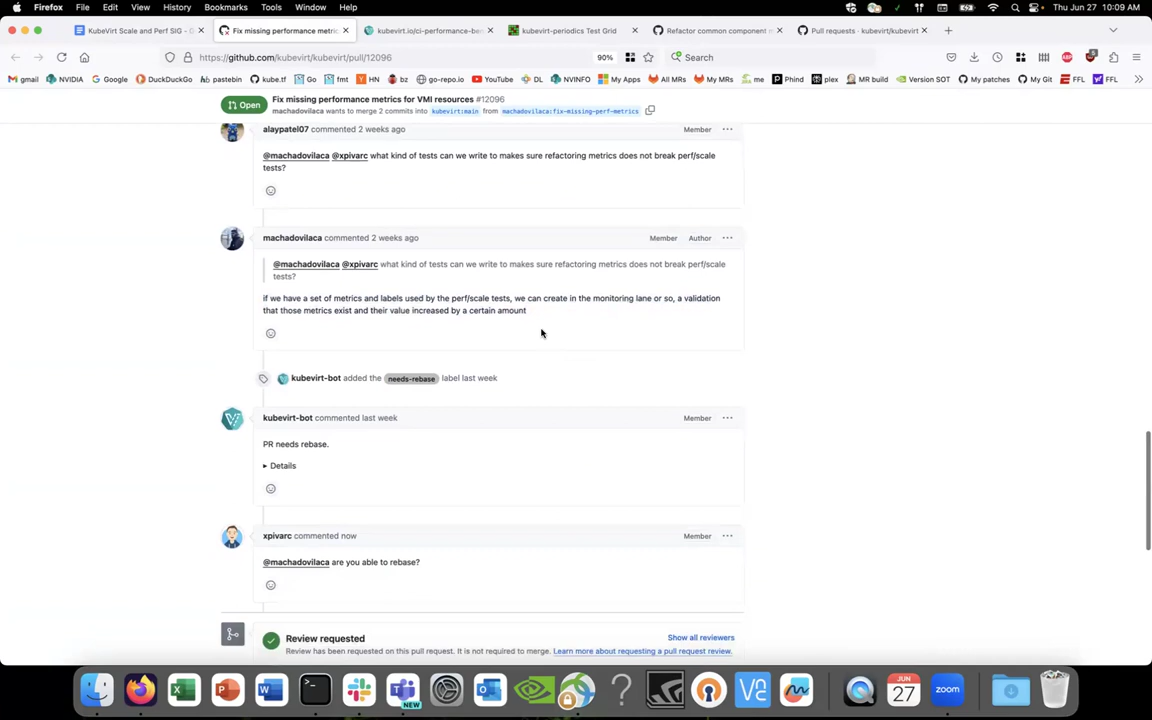 Firefox File Edit View History Bookmarks Tools Window Help Thu Jun 27 10:09 AM
KubeVirt Scale and Perf SIG - G
Fix missing performance metric
kubevirt.io/ci-performance-be
kubevirt-periodics Test Grid
Refactor common component m
Pull requests · kubevirt/kubevirt
https://github.com/kubevirt/kubevirt/pull/12096
90%
Search
gmail NVIDIA Google DuckDuckGo pastebin kube.tf Go fmt HN bz go-repo.io YouTube DL NVINFO My Apps All MRs My MRs me Phind plex MR build Version SOT My patches My Git FFL FFL
Open
Fix missing performance metrics for VMI resources #12096
machadovilaca wants to merge 2 commits into kubevirt:main from machadovilaca:fix-missing-perf-metrics
alaypatel07 commented 2 weeks ago Member
@machadovilaca @xpivarc what kind of tests can we write to makes sure refactoring metrics does not break perf/scale
tests?
machadovilaca commented 2 weeks ago Member Author
@machadovilaca @xpivarc what kind of tests can we write to makes sure refactoring metrics does not break perf/scale
tests?
if we have a set of metrics and labels used by the perf/scale tests, we can create in the monitoring lane or so, a validation
that those metrics exist and their value increased by a certain amount
kubevirt-bot added the needs-rebase label last week
kubevirt-bot commented last week Member
PR needs rebase.
Details
xpivarc commented now Member
@machadovilaca are you able to rebase?
Review requested Show all reviewers
Review has been requested on this pull request. It is not required to merge. Learn more about requesting a pull request review.
NEW
JUN
27
zoom